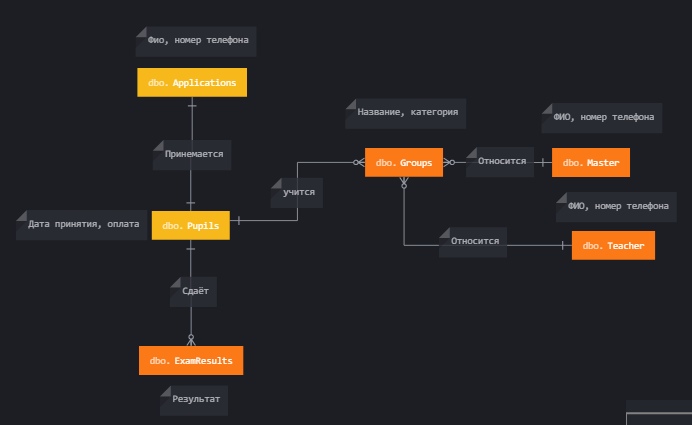 Фио, номер телефона
dbo. Applications
Название, категория
ФИО, номер телефона
Принимается
dbo. Groups
Относится
dbo. Master
учится
ФИО, номер телефона
Дата принятия, оплата
dbo. Pupils
Относится
dbo. Teacher
Сдаёт
dbo. ExamResults
Результат